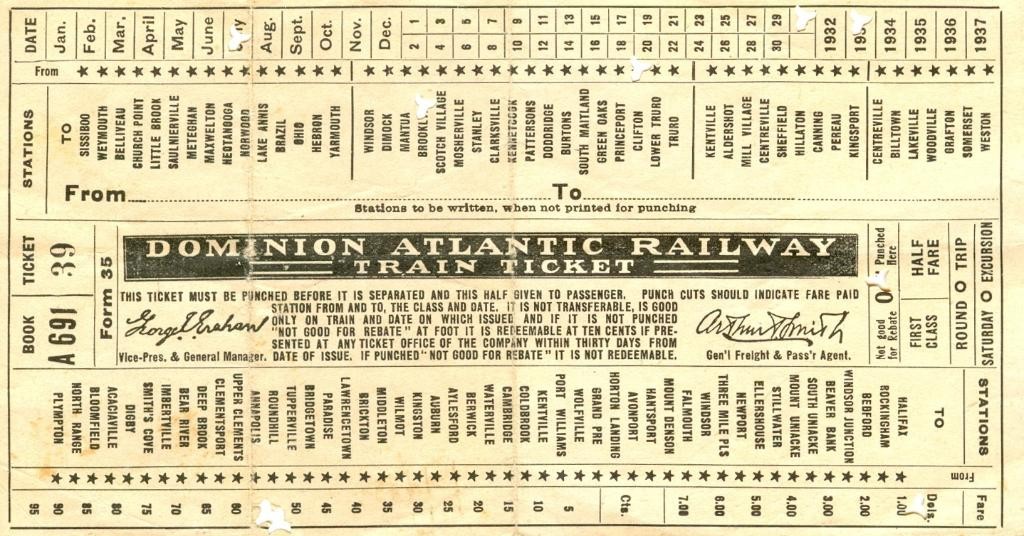 DATE Jan. Feb. Mar. April May June Aug. Sept. Oct. Nov. Dec. 1 3 5 7 9 11 13 15 17 19 21 23 25 27 29 1932 1934 1935 1936 1937
2 4 6 8 10 12 14 16 18 20 22 24 26 28 30
From ★ ★ ★ ★ ★ ★ ★ ★ ★ ★ ★ ★ ★ ★ ★ ★ ★ ★ ★ ★ ★ ★ ★ ★ ★ ★ ★ ★ ★ ★ ★ ★ ★ ★ ★ ★ ★ ★ ★ ★ ★ ★ ★ ★ ★
STATIONS
TO
SISSIBOO
WEYMOUTH
BELLIVEAU
CHURCH POINT
LITTLE BROOK
SAULNIERVILLE
METEGHAN
MAXWELTON
HECTANOOGA
NORWOOD
LAKE ANNIS
BRAZIL
OHIO
HEBRON
YARMOUTH
WINDSOR
DIMOCK
MANTUA
SCOTCH VILLAGE
MOSHERVILLE
STANLEY
CLARKSVILLE
KENNETCOOK
PATTERSONS
DODDRIDGE
BURTONS
SOUTH MAITLAND
GREEN OAKS
PRINCEPORT
CLIFTON
LOWER TRURO
TRURO
KENTVILLE
ALDERSHOT
MILL VILLAGE
CENTREVILLE
SHEFFIELD
HILLATON
CANNING
PEREAU
KINGSPORT
CENTREVILLE
BILLTOWN
LAKEVILLE
WOODVILLE
GRAFTON
SOMERSET
WESTON
From To
Stations to be written, when not printed for punching
BOOK TICKET
A 691 39
Form 35
DOMINION ATLANTIC RAILWAY
TRAIN TICKET
THIS TICKET MUST BE PUNCHED BEFORE IT IS SEPARATED AND THIS HALF GIVEN TO PASSENGER. PUNCH CUTS SHOULD INDICATE FARE PAID
STATION FROM AND TO, THE CLASS AND DATE. IT IS NOT TRANSFERABLE, IS GOOD
ONLY ON TRAIN AND DATE ON WHICH ISSUED AND IF IT IS NOT PUNCHED
"NOT GOOD FOR REBATE" AT FOOT IT IS REDEEMABLE AT TEN CENTS IF PRE-
SENTED AT ANY TICKET OFFICE OF THE COMPANY WITHIN THIRTY DAYS FROM
DATE OF ISSUE. IF PUNCHED "NOT GOOD FOR REBATE" IT IS NOT REDEEMABLE.
Vice-Pres. & General Manager.
Gen'l Freight & Pass'r Agent.
Not good for Rebate O Punched Here
FIRST CLASS
HALF FARE
ROUND O TRIP
SATURDAY O EXCURSION
STATIONS
TO
HALIFAX
ROCKINGHAM
BEDFORD
WINDSOR JUNCTION
BEAVER BANK
SOUTH UNIACKE
MOUNT UNIACKE
STILLWATER
ELLERSHOUSE
NEWPORT
THREE MILE PLS
WINDSOR
FALMOUTH
MOUNT DENSON
HANTSPORT
AVONPORT
HORTON LANDING
GRAND PRE
WOLFVILLE
PORT WILLIAMS
KENTVILLE
COLDBROOK
CAMBRIDGE
WATERVILLE
BERWICK
AYLESFORD
AUBURN
KINGSTON
WILMOT
MIDDLETON
BRICKTON
LAWRENCETOWN
PARADISE
BRIDGETOWN
TUPPERVILLE
ROUNDHILL
ANNAPOLIS
UPPER CLEMENTS
CLEMENTSPORT
DEEP BROOK
BEAR RIVER
IMBERTVILLE
SMITH'S COVE
DIGBY
ACACIAVILLE
BLOOMFIELD
NORTH RANGE
PLYMPTON
From
Fare Dols. 1.00 2.00 3.00 4.00 5.00 6.00 7.00 Cts. 5 10 15 20 25 30 35 40 45 50 60 65 70 75 80 85 90 95